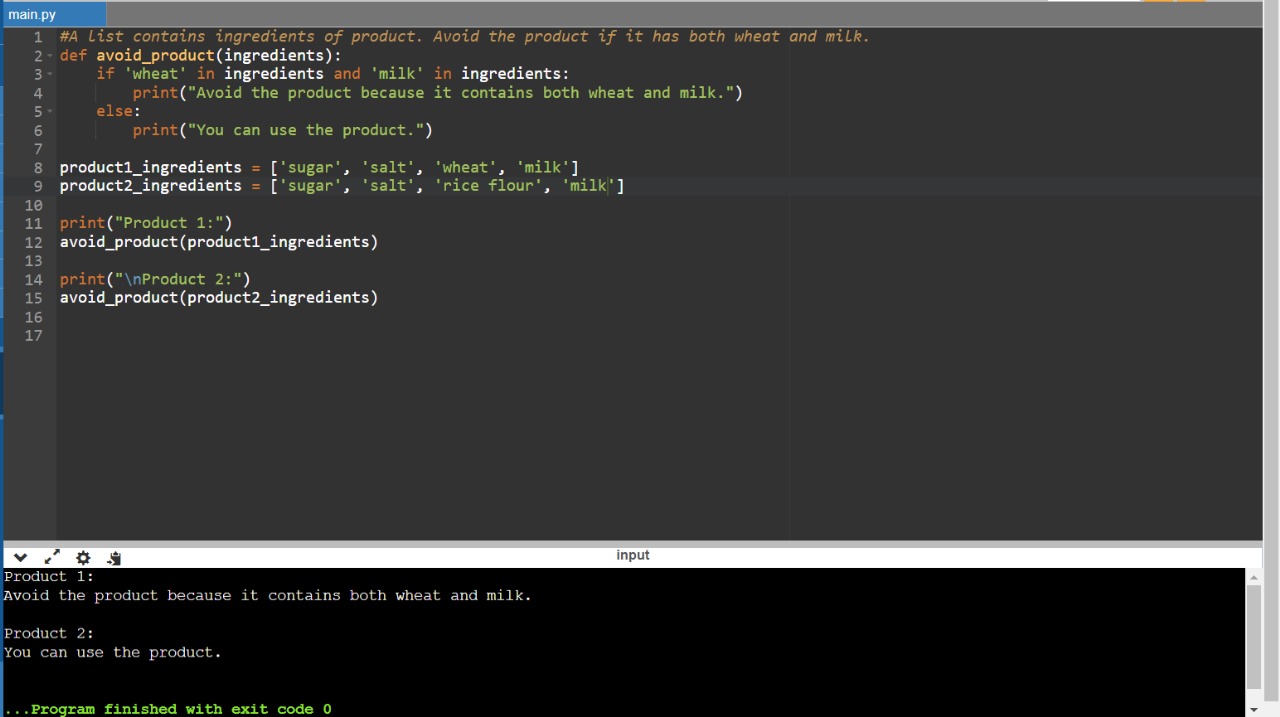 main.py
1 #A list contains ingredients of product. Avoid the product if it has both wheat and milk.
2 def avoid_product(ingredients):
3     if 'wheat' in ingredients and 'milk' in ingredients:
4         print("Avoid the product because it contains both wheat and milk.")
5     else:
6         print("You can use the product.")
7
8 product1_ingredients = ['sugar', 'salt', 'wheat', 'milk']
9 product2_ingredients = ['sugar', 'salt', 'rice flour', 'milk']
10
11 print("Product 1:")
12 avoid_product(product1_ingredients)
13
14 print("\nProduct 2:")
15 avoid_product(product2_ingredients)
16
17
input
Product 1:
Avoid the product because it contains both wheat and milk.
Product 2:
You can use the product.
...Program finished with exit code 0